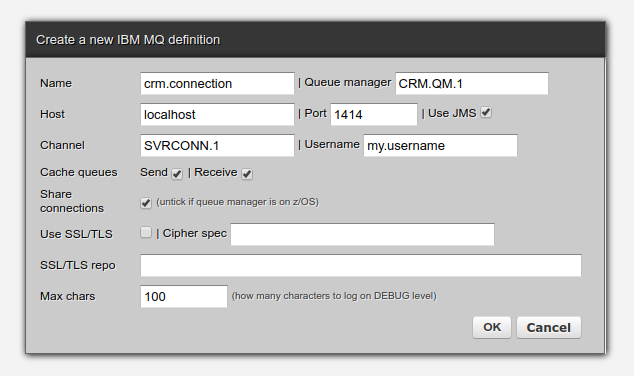 Create a new IBM MQ definition
Name crm.connection | Queue manager CRM.QM.1
Host localhost | Port 1414 | Use JMS
Channel SVRCONN.1 | Username my.username
Cache queues Send | Receive
Share
connections (untick if queue manager is on z/OS)
Use SSL/TLS | Cipher spec
SSL/TLS repo
Max chars 100 (how many characters to log on DEBUG level)
OK Cancel